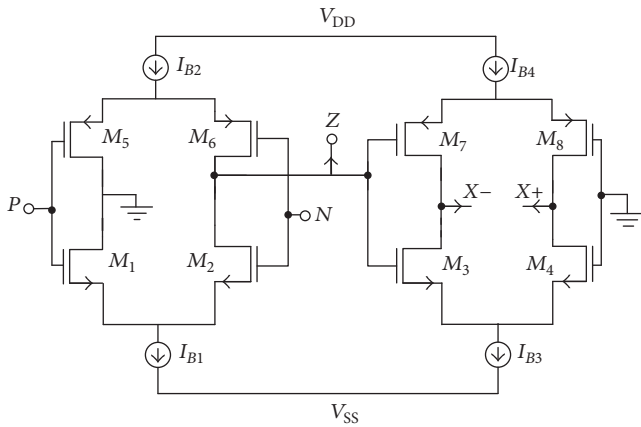 V_DD
I_B2
I_B4
M_5
M_6
Z
M_7
M_8
P
N
X−
X+
M_1
M_2
M_3
M_4
I_B1
I_B3
V_SS